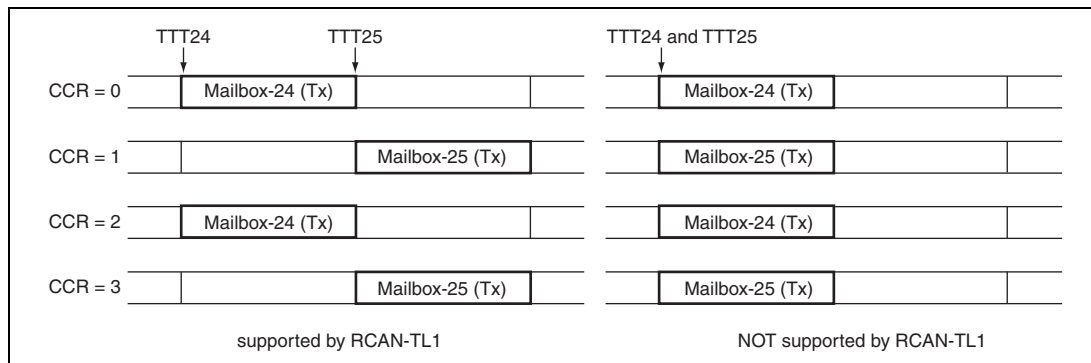 TTT24 TTT25 TTT24 and TTT25
CCR = 0 Mailbox-24 (Tx) Mailbox-24 (Tx)
CCR = 1 Mailbox-25 (Tx) Mailbox-25 (Tx)
CCR = 2 Mailbox-24 (Tx) Mailbox-24 (Tx)
CCR = 3 Mailbox-25 (Tx) Mailbox-25 (Tx)
supported by RCAN-TL1 NOT supported by RCAN-TL1